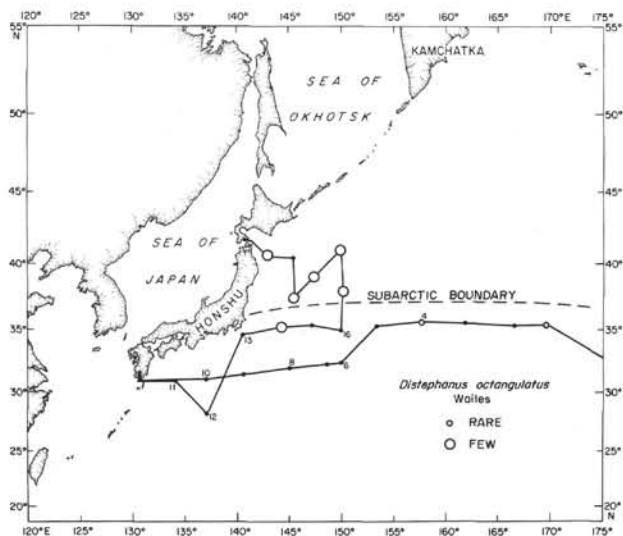 120°E 125° 130° 135° 140° 145° 150° 155° 160° 165° 170°E 175°
55° N
50°
45°
40°
35°
30°
25°
20° N
KAMCHATKA
SEA OF
OKHOTSK
SEA OF
JAPAN
HONSHU
SUBARCTIC BOUNDARY
4
13
16
10
8
6
11
12
Distephanus octangulatus
Wailes
RARE
FEW
55°
50°
45°
40°
35°
30°
25°
20°
N
120°E 125° 130° 135° 140° 145° 150° 155° 160° 165° 170°E 175°